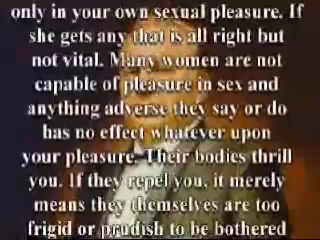 only in your own sexual pleasure. If
she gets any that is all right but
not vital. Many women are not
capable of pleasure in sex and
anything adverse they say or do
has no effect whatever upon
your pleasure. Their bodies thrill
you. If they repel you, it merely
means they themselves are too
frigid or prudish to be bothered